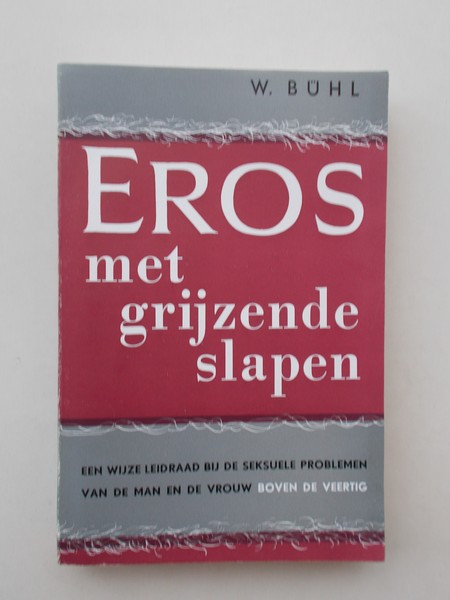 W. BÜHL
EROS
met
grijzende
slapen
EEN WIJZE LEIDRAAD BIJ DE SEKSUELE PROBLEMEN
VAN DE MAN EN DE VROUW BOVEN DE VEERTIG